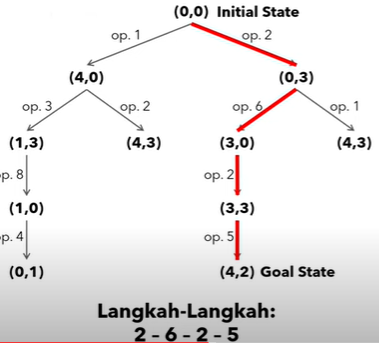 (0,0) Initial State
op. 1 op. 2
(4,0) (0,3)
op. 3 op. 2 op. 6 op. 1
(1,3) (4,3) (3,0) (4,3)
p. 8 op. 2
(1,0) (3,3)
p. 4 op. 5
(0,1) (4,2) Goal State
Langkah-Langkah:
2 - 6 - 2 - 5